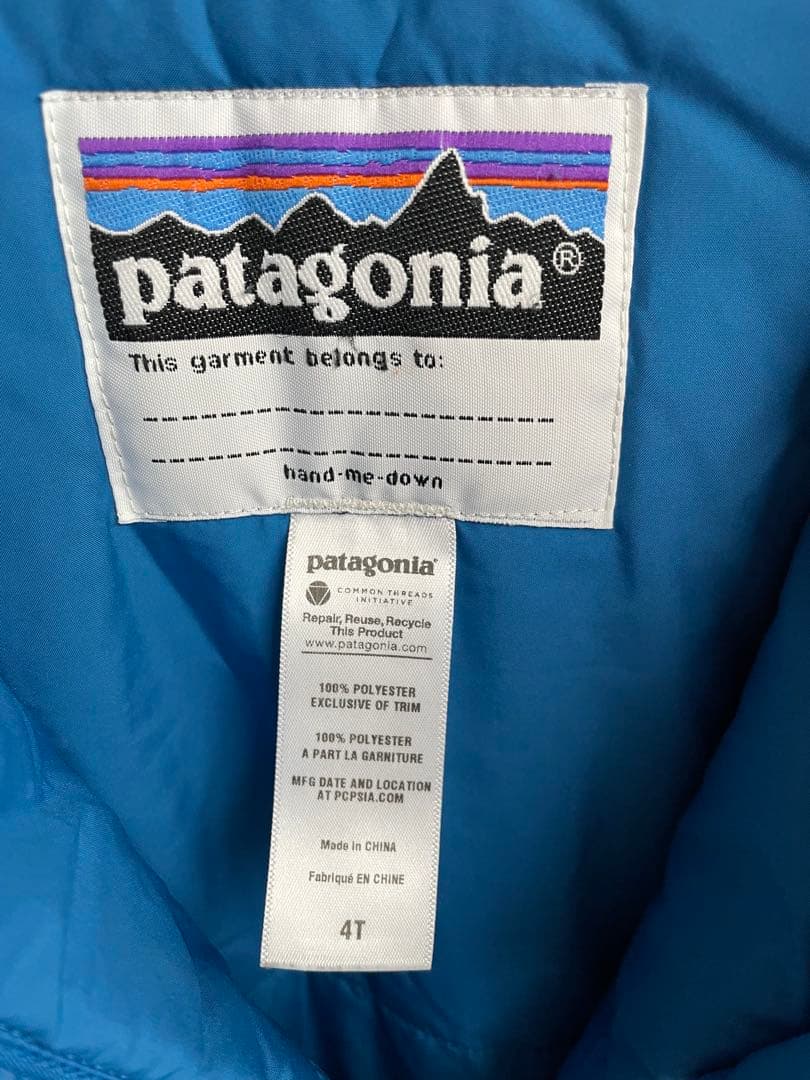 patagonia®
This garment belongs to:
hand-me-down
patagonia®
COMMON THREADS
INITIATIVE
Repair, Reuse, Recycle
This Product
www.patagonia.com
100% POLYESTER
EXCLUSIVE OF TRIM
100% POLYESTER
A PART LA GARNITURE
MFG DATE AND LOCATION
AT PCPSIA.COM
Made in CHINA
Fabriqué EN CHINE
4T